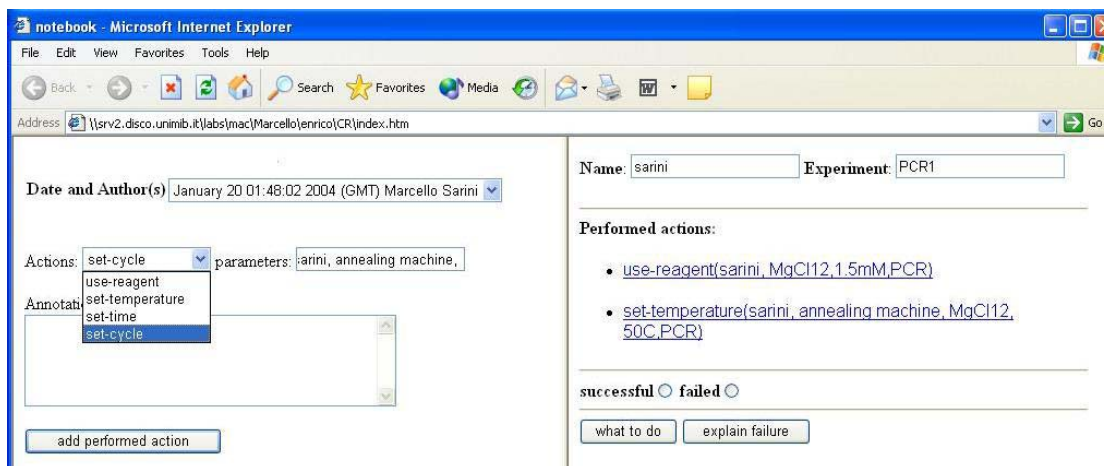 notebook - Microsoft Internet Explorer
File Edit View Favorites Tools Help
Back Search Favorites Media
Address \\srv2.disco.unimib.it\labs\mac\Marcello\enrico\CR\index.htm Go
Date and Author(s) January 20 01:48:02 2004 (GMT) Marcello Sarini
Actions: set-cycle parameters: sarini, annealing machine,
use-reagent
set-temperature
set-time
set-cycle
Annotati
add performed action
Name: sarini Experiment: PCR1
Performed actions:
use-reagent(sarini, MgCl12,1.5mM,PCR)
set-temperature(sarini, annealing machine, MgCl12,
50C,PCR)
successful failed
what to do explain failure